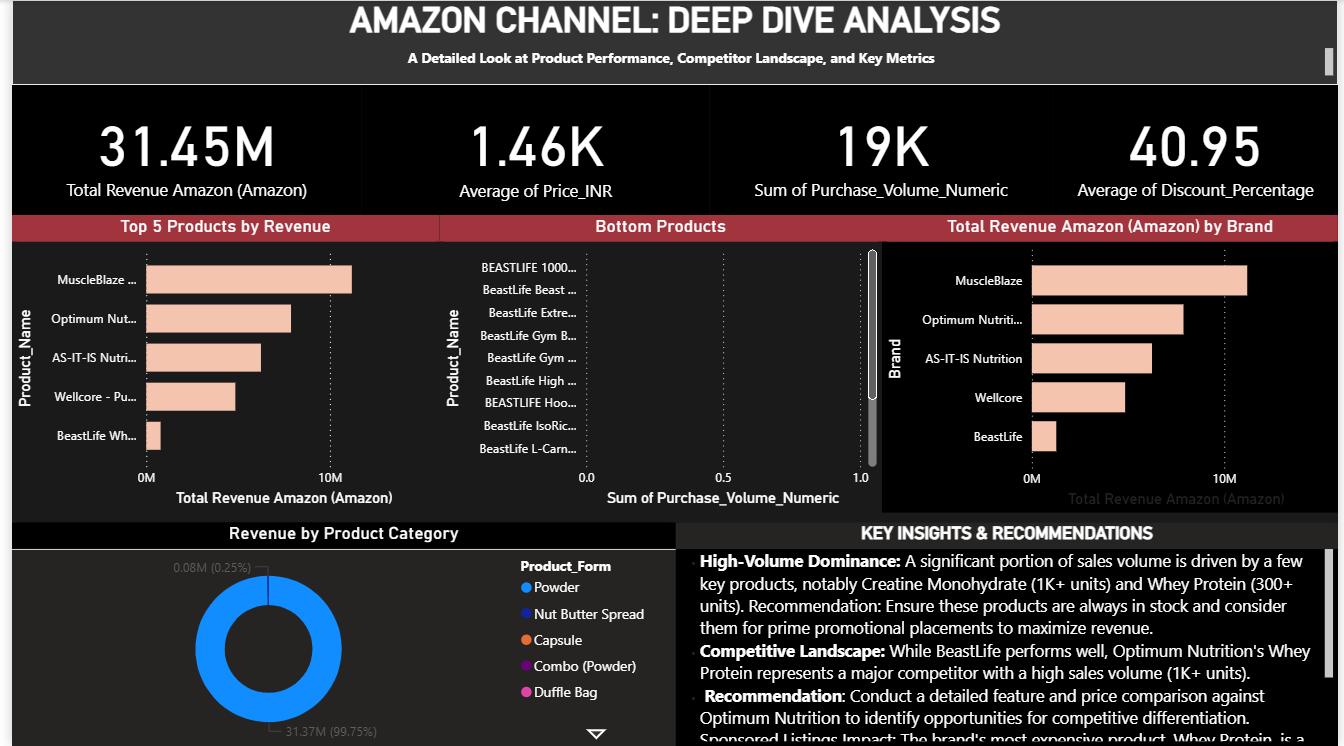 AMAZON CHANNEL: DEEP DIVE ANALYSIS
A Detailed Look at Product Performance, Competitor Landscape, and Key Metrics
31.45M
Total Revenue Amazon (Amazon)
1.46K
Average of Price_INR
19K
Sum of Purchase_Volume_Numeric
40.95
Average of Discount_Percentage
Top 5 Products by Revenue
Product_Name
MuscleBlaze ...
Optimum Nut...
AS-IT-IS Nutri...
Wellcore - Pu...
BeastLife Wh...
0M
10M
Total Revenue Amazon (Amazon)
Bottom Products
Product_Name
BEASTLIFE 1000...
BeastLife Beast ...
BeastLife Extre...
BeastLife Gym B...
BeastLife Gym ...
BeastLife High ...
BEASTLIFE Hoo...
BeastLife IsoRic...
BeastLife L-Carn...
0.0
0.5
1.0
Sum of Purchase_Volume_Numeric
Total Revenue Amazon (Amazon) by Brand
Brand
MuscleBlaze
Optimum Nutriti...
AS-IT-IS Nutrition
Wellcore
BeastLife
0M
10M
Total Revenue Amazon (Amazon)
Revenue by Product Category
0.08M (0.25%)
31.37M (99.75%)
Product_Form
Powder
Nut Butter Spread
Capsule
Combo (Powder)
Duffle Bag
KEY INSIGHTS & RECOMMENDATIONS
High-Volume Dominance: A significant portion of sales volume is driven by a few
key products, notably Creatine Monohydrate (1K+ units) and Whey Protein (300+
units). Recommendation: Ensure these products are always in stock and consider
them for prime promotional placements to maximize revenue.
Competitive Landscape: While BeastLife performs well, Optimum Nutrition's Whey
Protein represents a major competitor with a high sales volume (1K+ units).
Recommendation: Conduct a detailed feature and price comparison against
Optimum Nutrition to identify opportunities for competitive differentiation.
Sponsored Listings Impact: The brand's most expensive product, Whey Protein, is a